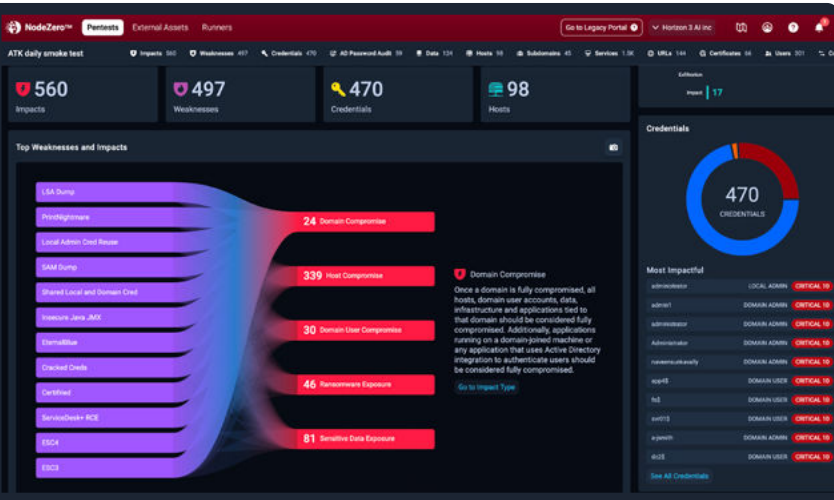 NodeZero™ Pentests External Assets Runners Go to Legacy Portal Horizon 3 AI Inc
ATK daily smoke test Impacts 560 Weaknesses 497 Credentials 470 AD Password Audit Data 124 Hosts 98 Subdomains 45 Services 1.5K URLs 144 Certificates Users 301
560
Impacts
497
Weaknesses
470
Credentials
98
Hosts
Exfiltration
Impact 17
Top Weaknesses and Impacts
LSA Dump
PrintNightmare
Local Admin Cred Reuse
SAM Dump
Shared Local and Domain Cred
Insecure Java JMX
EternalBlue
Cracked Creds
Certifried
ServiceDesk+ RCE
ESC4
ESC3
24 Domain Compromise
339 Host Compromise
30 Domain User Compromise
46 Ransomware Exposure
81 Sensitive Data Exposure
Domain Compromise
Once a domain is fully compromised, all
hosts, domain user accounts, data,
infrastructure and applications tied to
that domain should be considered fully
compromised. Additionally, applications
running on a domain-joined machine or
any application that uses Active Directory
integration to authenticate users should
be considered fully compromised.
Go to Impact Type
Credentials
470
CREDENTIALS
Most Impactful
administrator LOCAL ADMIN CRITICAL 10
admin1 DOMAIN ADMIN CRITICAL 10
administrator DOMAIN ADMIN CRITICAL 10
Administrator DOMAIN ADMIN CRITICAL 10
DOMAIN ADMIN CRITICAL 10
DOMAIN USER CRITICAL 10
DOMAIN USER CRITICAL 10
DOMAIN USER CRITICAL 10
DOMAIN ADMIN CRITICAL 10
DOMAIN USER CRITICAL 10
See All Credentials